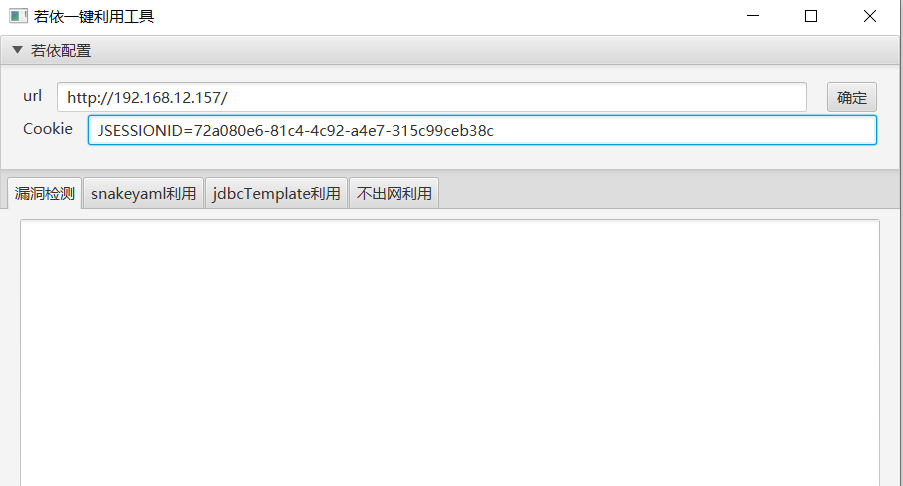 若依一键利用工具
若依配置
url http://192.168.12.157/ 确定
Cookie JSESSIONID=72a080e6-81c4-4c92-a4e7-315c99ceb38c
漏洞检测 snakeyaml利用 jdbcTemplate利用 不出网利用